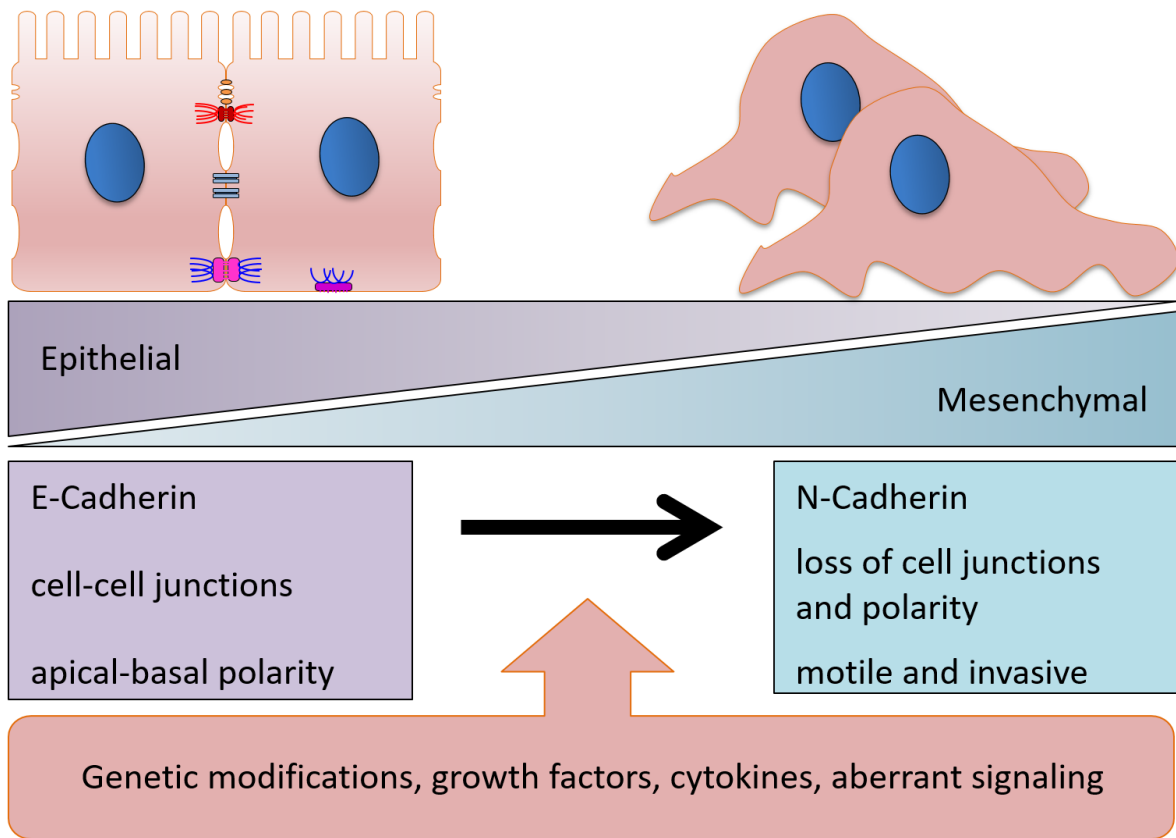 Epithelial
Mesenchymal
E-Cadherin
cell-cell junctions
apical-basal polarity
N-Cadherin
loss of cell junctions
and polarity
motile and invasive
Genetic modifications, growth factors, cytokines, aberrant signaling